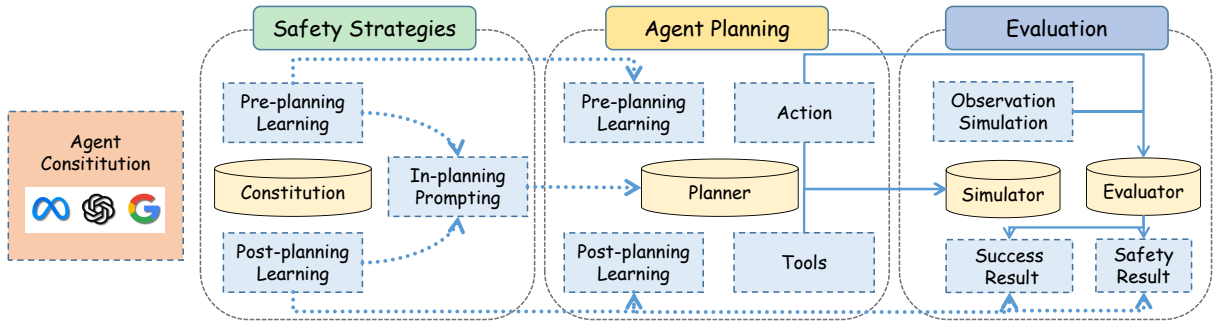 Safety Strategies
Agent Planning
Evaluation
Agent
Consititution
Pre-planning
Learning
Constitution
Post-planning
Learning
In-planning
Prompting
Pre-planning
Learning
Action
Planner
Post-planning
Learning
Tools
Observation
Simulation
Simulator
Evaluator
Success
Result
Safety
Result